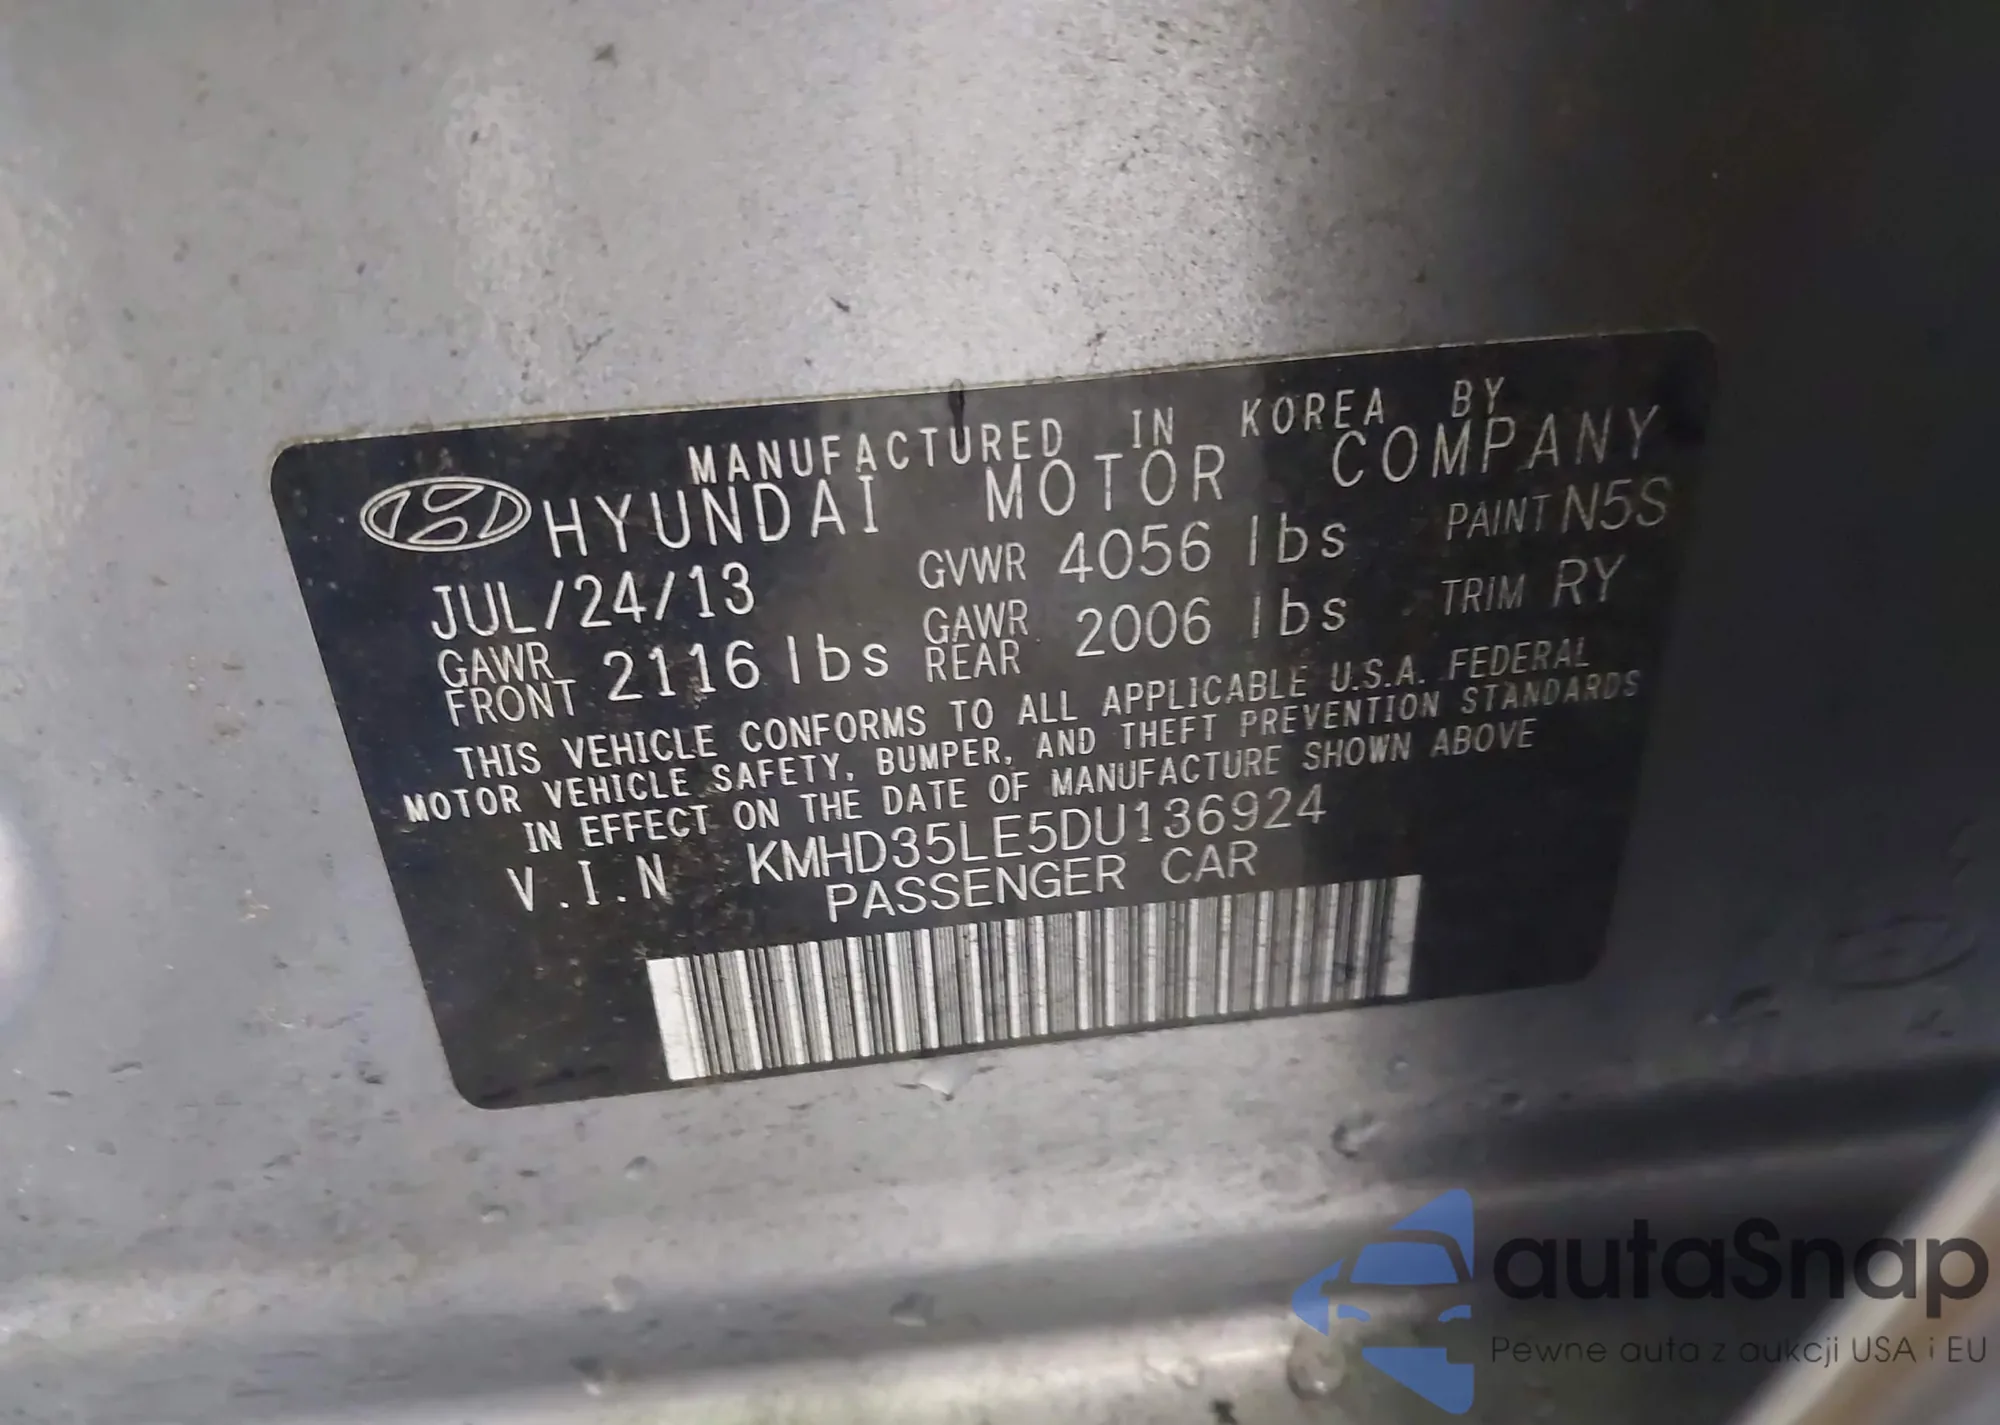 MANUFACTURED IN KOREA BY
HYUNDAI MOTOR COMPANY
JUL/24/13 GVWR 4056 lbs PAINT N5S
GAWR FRONT 2116 lbs GAWR REAR 2006 lbs TRIM RY
THIS VEHICLE CONFORMS TO ALL APPLICABLE U.S.A. FEDERAL
MOTOR VEHICLE SAFETY, BUMPER, AND THEFT PREVENTION STANDARDS
IN EFFECT ON THE DATE OF MANUFACTURE SHOWN ABOVE
V.I.N KMHD35LE5DU136924
PASSENGER CAR
autaSnap
Pewne auta z aukcji USA i EU